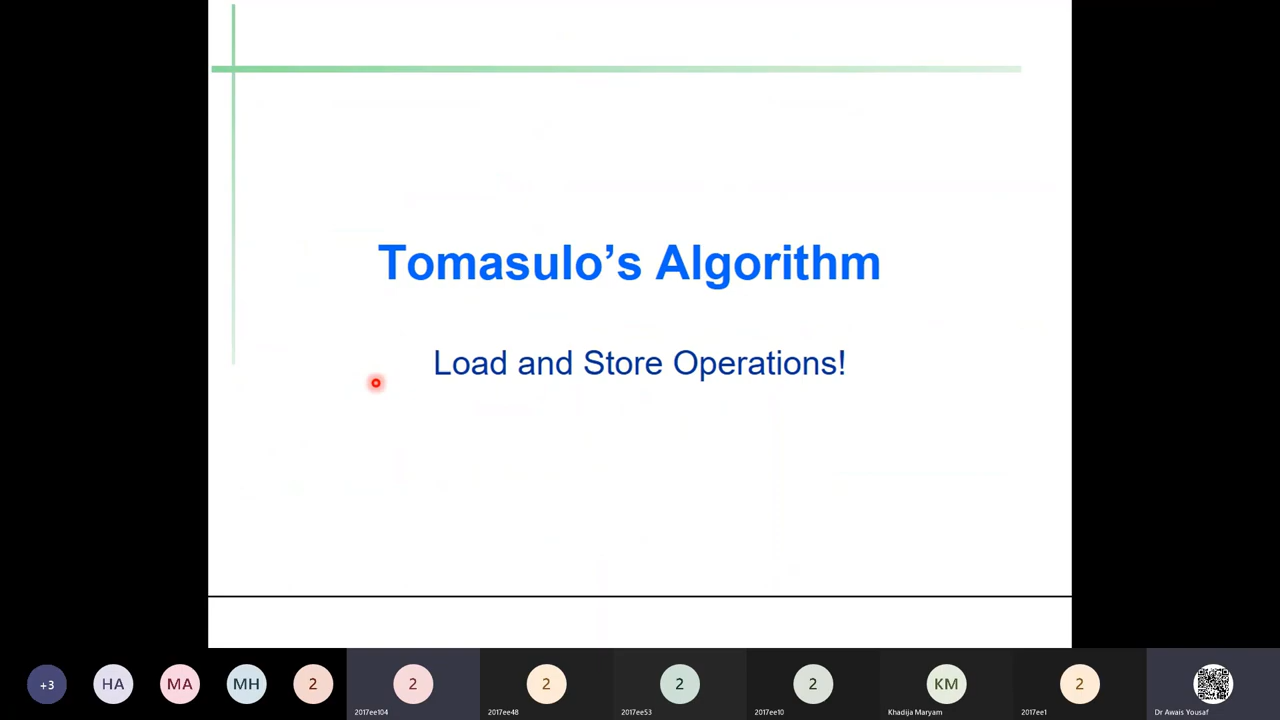 Tomasulo’s Algorithm
Load and Store Operations!
+3
HA
MA
MH
2
2
2017ee104
2
2017ee48
2
2017ee53
2
2017ee10
KM
Khadija Maryam
2
2017ee1
Dr Awais Yousaf